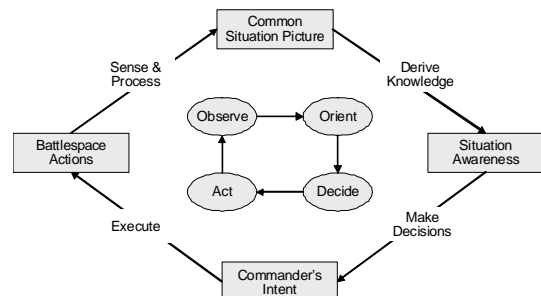 Common
Situation Picture
Sense &
Process
Derive
Knowledge
Observe
Orient
Battlespace
Actions
Situation
Awareness
Act
Decide
Execute
Make
Decisions
Commander's
Intent